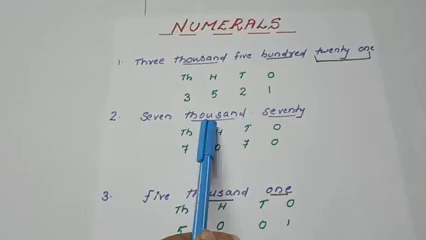 NUMERALS
1. Three thousand five hundred twenty one
Th H T O
3 5 2 1
2. Seven thousand seventy
Th H T O
7 0 7 0
3. five thousand one
Th H T O
5 0 0 1